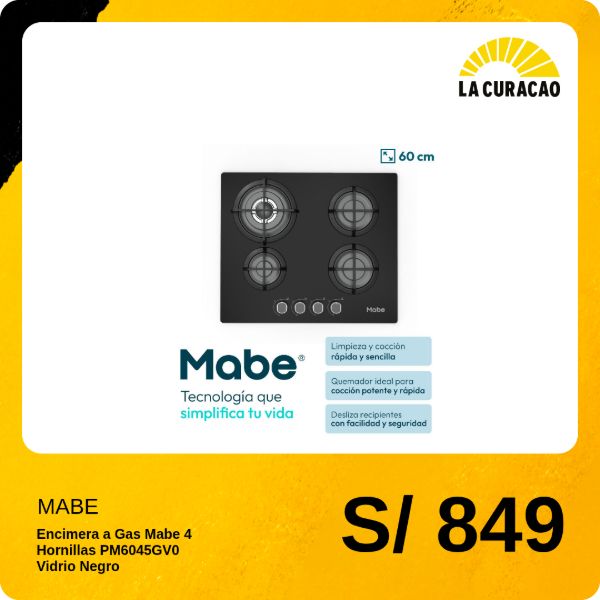 LA CURACAO
60 cm
Mabe
Mabe®
Tecnología que
simplifica tu vida
Limpieza y cocción
rápida y sencilla
Quemador ideal para
cocción potente y rápida
Desliza recipientes
con facilidad y seguridad
MABE
Encimera a Gas Mabe 4
Hornillas PM6045GV0
Vidrio Negro
S/ 849